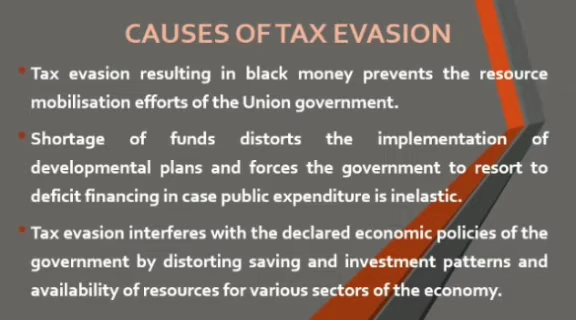 CAUSES OF TAX EVASION
Tax evasion resulting in black money prevents the resource
mobilisation efforts of the Union government.
Shortage of funds distorts the implementation of
developmental plans and forces the government to resort to
deficit financing in case public expenditure is inelastic.
Tax evasion interferes with the declared economic policies of the
government by distorting saving and investment patterns and
availability of resources for various sectors of the economy.